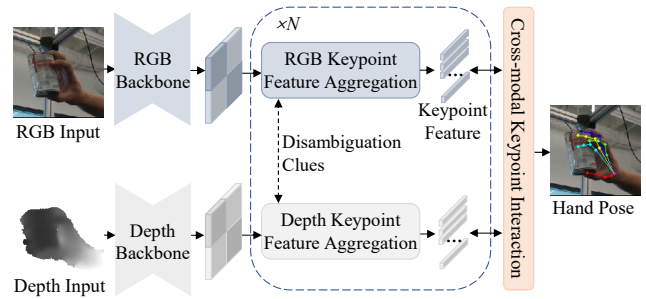 ×N
RGB
Backbone
RGB Input
RGB Keypoint
Feature Aggregation
...
Keypoint
Feature
Disambiguation
Clues
Depth
Backbone
Depth Input
Depth Keypoint
Feature Aggregation
...
Cross-modal Keypoint Interaction
Hand Pose